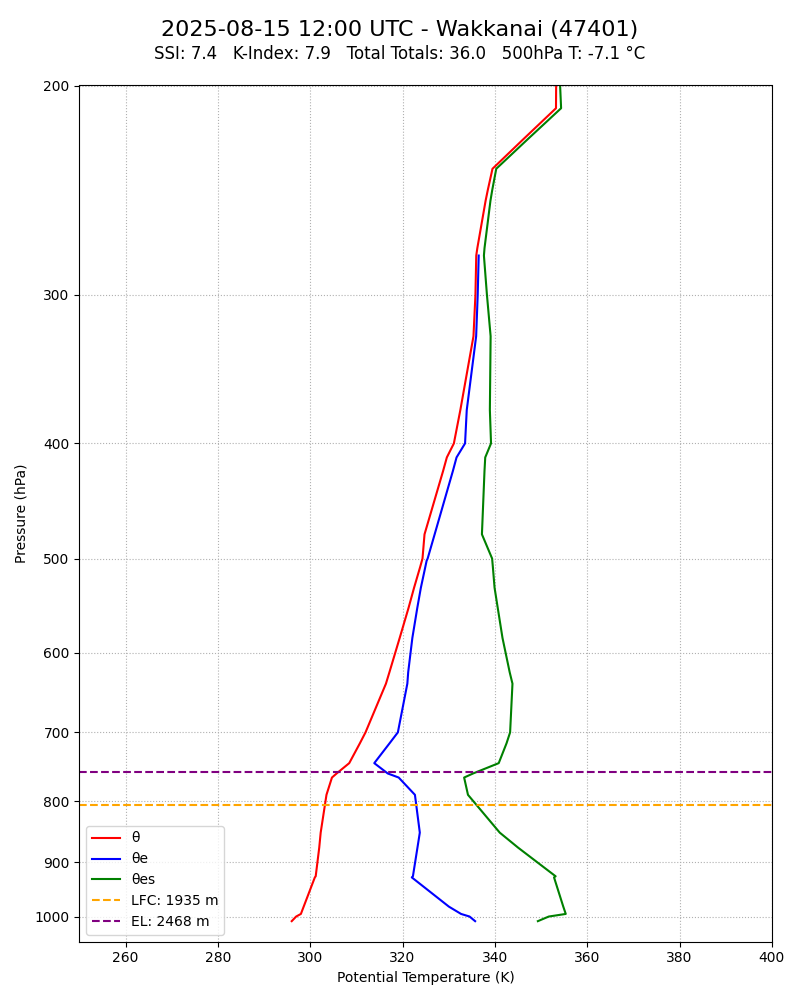 2025-08-15 12:00 UTC - Wakkanai (47401)
SSI: 7.4   K-Index: 7.9   Total Totals: 36.0   500hPa T: -7.1 °C
200
300
400
500
600
700
800
900
1000
Pressure (hPa)
θ
θe
θes
LFC: 1935 m
EL: 2468 m
260 280 300 320 340 360 380 400
Potential Temperature (K)